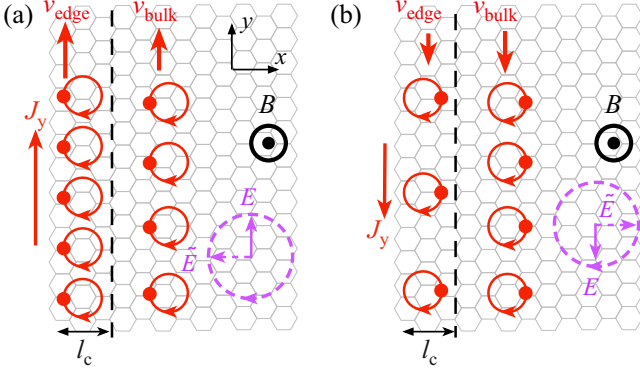 (a)
v_edge
v_bulk
y
x
B
J_y
E
Ẽ
l_c
(b)
v_edge
v_bulk
B
J_y
Ẽ
E
l_c